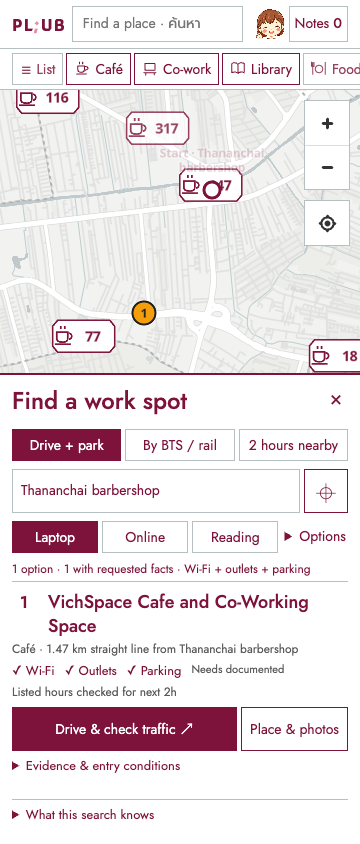 PL;UB
Find a place · ค้นหา
Notes 0
≡ List
Café
Co-work
Library
Food
116
317
Start · Thananchai
barbershop
47
1
77
18
Find a work spot
×
Drive + park
By BTS / rail
2 hours nearby
Thananchai barbershop
Laptop
Online
Reading
▶ Options
1 option · 1 with requested facts · Wi-Fi + outlets + parking
1
VichSpace Cafe and Co-Working
Space
Café · 1.47 km straight line from Thananchai barbershop
✓ Wi-Fi ✓ Outlets ✓ Parking Needs documented
Listed hours checked for next 2h
Drive & check traffic ↗
Place & photos
▶ Evidence & entry conditions
▶ What this search knows